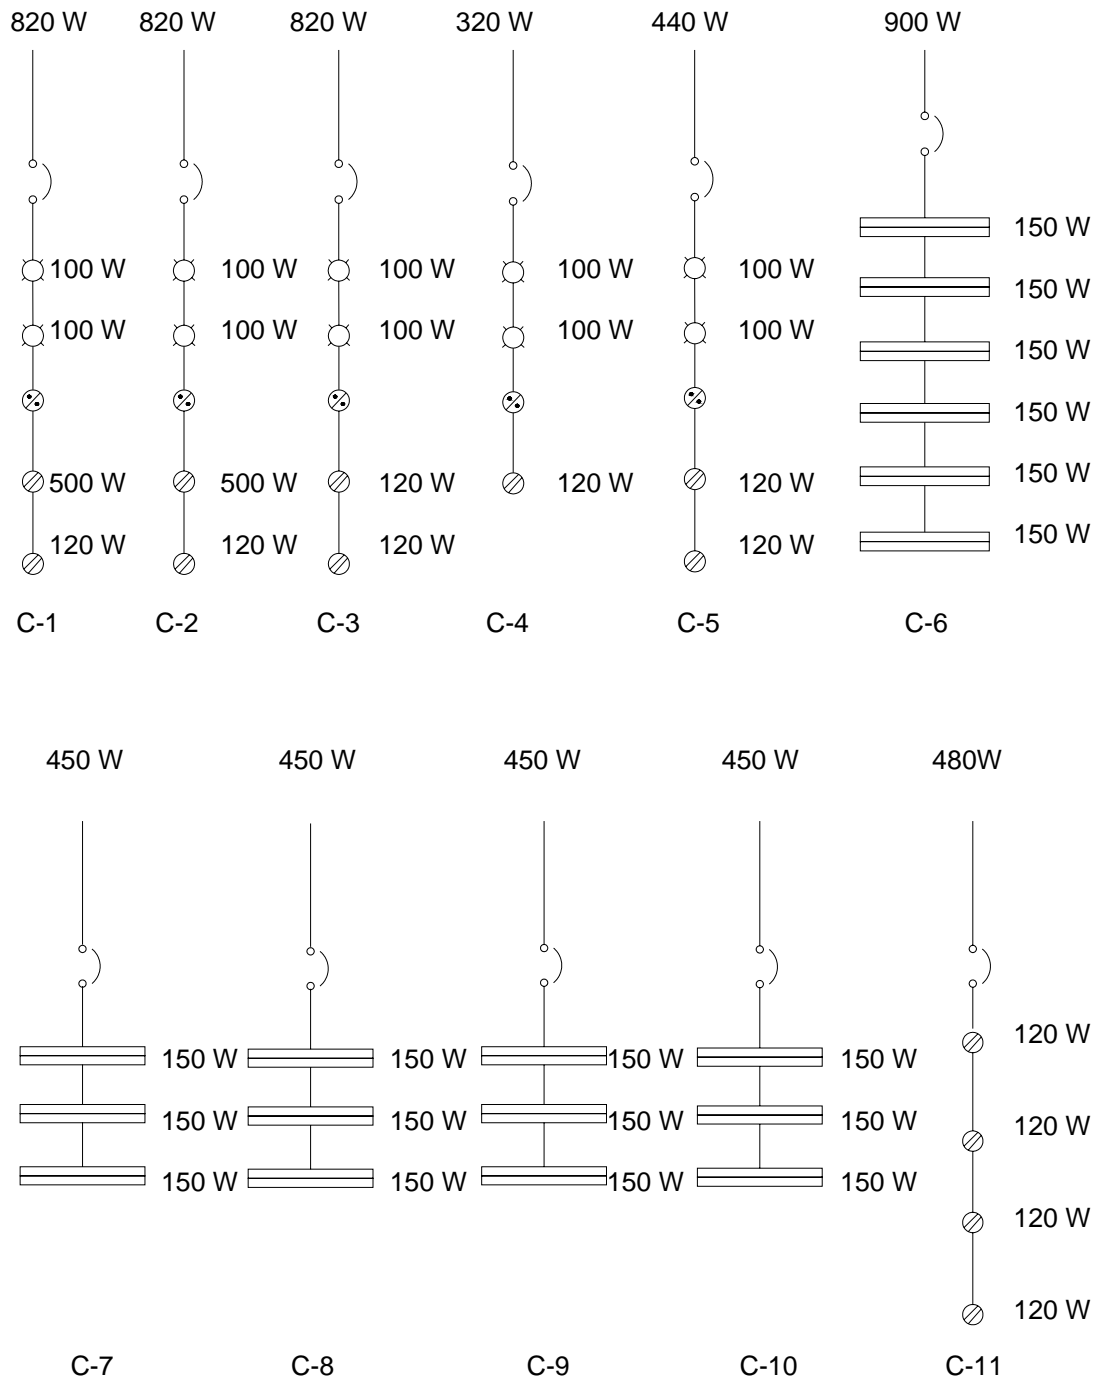 820 W 820 W 820 W 320 W 440 W 900 W
150 W
100 W 100 W 100 W 100 W 100 W
150 W
100 W 100 W 100 W 100 W 100 W
150 W
150 W
150 W
500 W 500 W 120 W 120 W 120 W
150 W
120 W 120 W 120 W 120 W
C-1 C-2 C-3 C-4 C-5 C-6
450 W 450 W 450 W 450 W 480W
120 W
150 W 150 W 150 W 150 W
120 W
150 W 150 W 150 W 150 W
150 W 150 W 150 W 150 W
120 W
120 W
C-7 C-8 C-9 C-10 C-11